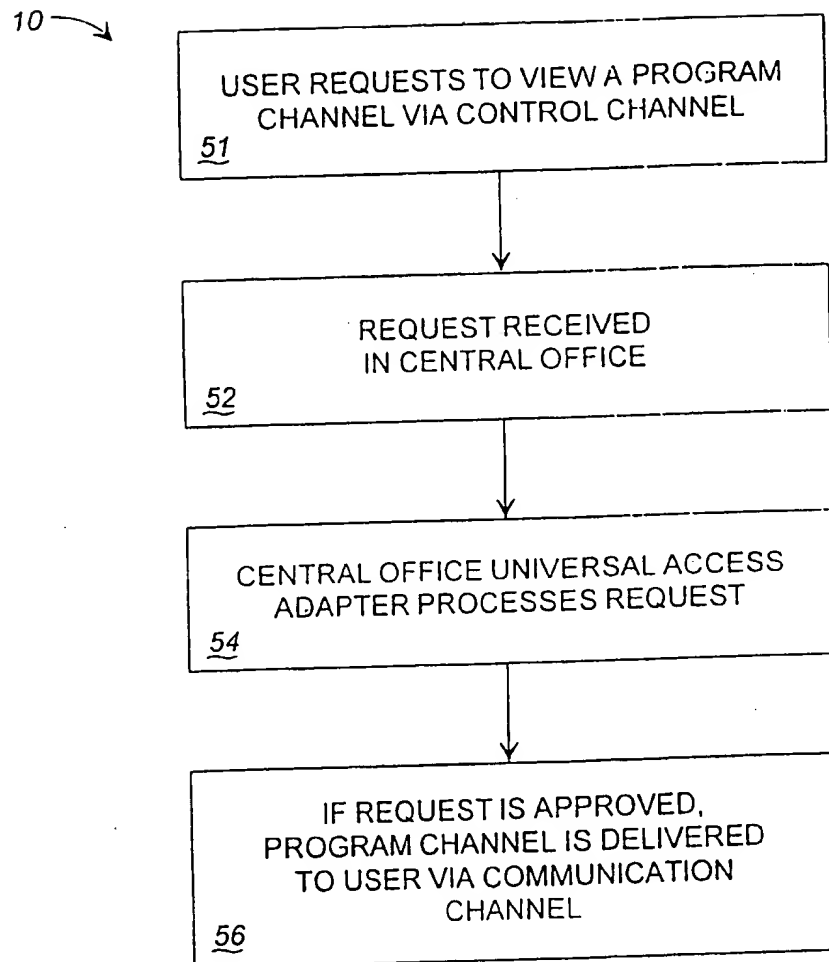 10
USER REQUESTS TO VIEW A PROGRAM
CHANNEL VIA CONTROL CHANNEL
51
REQUEST RECEIVED
IN CENTRAL OFFICE
52
CENTRAL OFFICE UNIVERSAL ACCESS
ADAPTER PROCESSES REQUEST
54
IF REQUEST IS APPROVED,
PROGRAM CHANNEL IS DELIVERED
TO USER VIA COMMUNICATION
CHANNEL
56